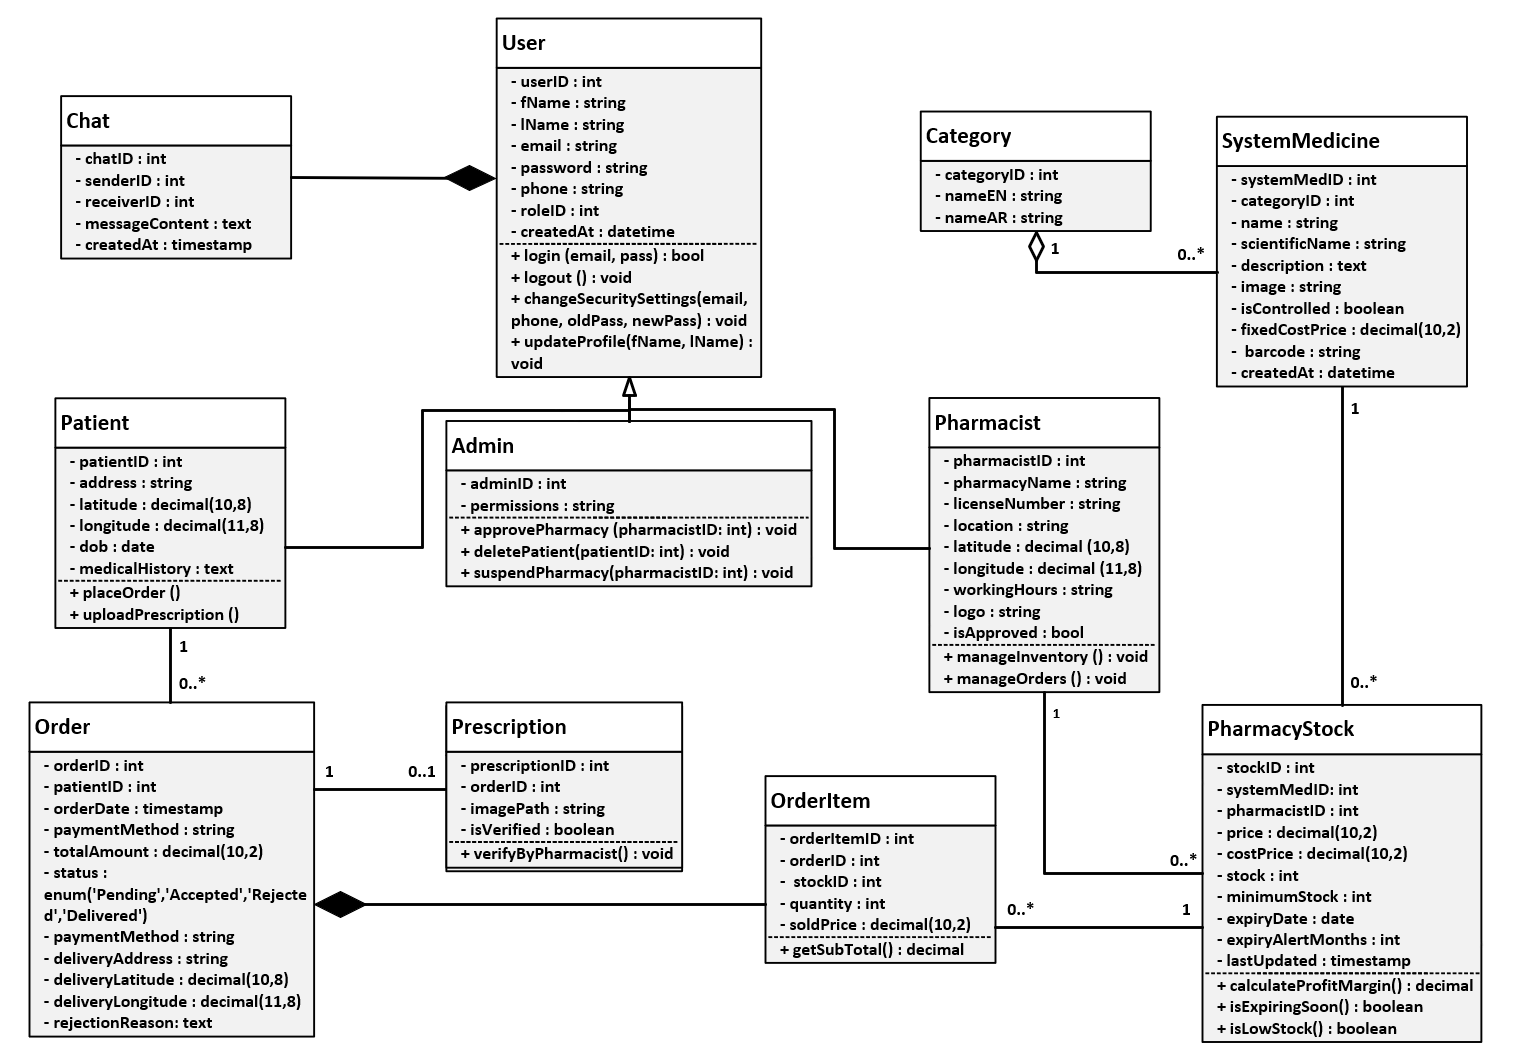 User
- userID : int
- fName : string
- lName : string
- email : string
- password : string
- phone : string
- roleID : int
- createdAt : datetime
+ login (email, pass) : bool
+ logout () : void
+ changeSecuritySettings(email,
phone, oldPass, newPass) : void
+ updateProfile(fName, lName) :
void
Chat
- chatID : int
- senderID : int
- receiverID : int
- messageContent : text
- createdAt : timestamp
Category
- categoryID : int
- nameEN : string
- nameAR : string
1
0..*
SystemMedicine
- systemMedID : int
- categoryID : int
- name : string
- scientificName : string
- description : text
- image : string
- isControlled : boolean
- fixedCostPrice : decimal(10,2)
- barcode : string
- createdAt : datetime
1
0..*
Patient
- patientID : int
- address : string
- latitude : decimal(10,8)
- longitude : decimal(11,8)
- dob : date
- medicalHistory : text
+ placeOrder ()
+ uploadPrescription ()
1
0..*
Admin
- adminID : int
- permissions : string
+ approvePharmacy (pharmacistID: int) : void
+ deletePatient(patientID: int) : void
+ suspendPharmacy(pharmacistID: int) : void
Pharmacist
- pharmacistID : int
- pharmacyName : string
- licenseNumber : string
- location : string
- latitude : decimal (10,8)
- longitude : decimal (11,8)
- workingHours : string
- logo : string
- isApproved : bool
+ manageInventory () : void
+ manageOrders () : void
1
0..*
Order
- orderID : int
- patientID : int
- orderDate : timestamp
- paymentMethod : string
- totalAmount : decimal(10,2)
- status :
enum('Pending','Accepted','Rejecte
d','Delivered')
- paymentMethod : string
- deliveryAddress : string
- deliveryLatitude : decimal(10,8)
- deliveryLongitude : decimal(11,8)
- rejectionReason: text
1
0..1
Prescription
- prescriptionID : int
- orderID : int
- imagePath : string
- isVerified : boolean
+ verifyByPharmacist() : void
OrderItem
- orderItemID : int
- orderID : int
- stockID : int
- quantity : int
- soldPrice : decimal(10,2)
+ getSubTotal() : decimal
0..*
1
PharmacyStock
- stockID : int
- systemMedID: int
- pharmacistID : int
- price : decimal(10,2)
- costPrice : decimal(10,2)
- stock : int
- minimumStock : int
- expiryDate : date
- expiryAlertMonths : int
- lastUpdated : timestamp
+ calculateProfitMargin() : decimal
+ isExpiringSoon() : boolean
+ isLowStock() : boolean